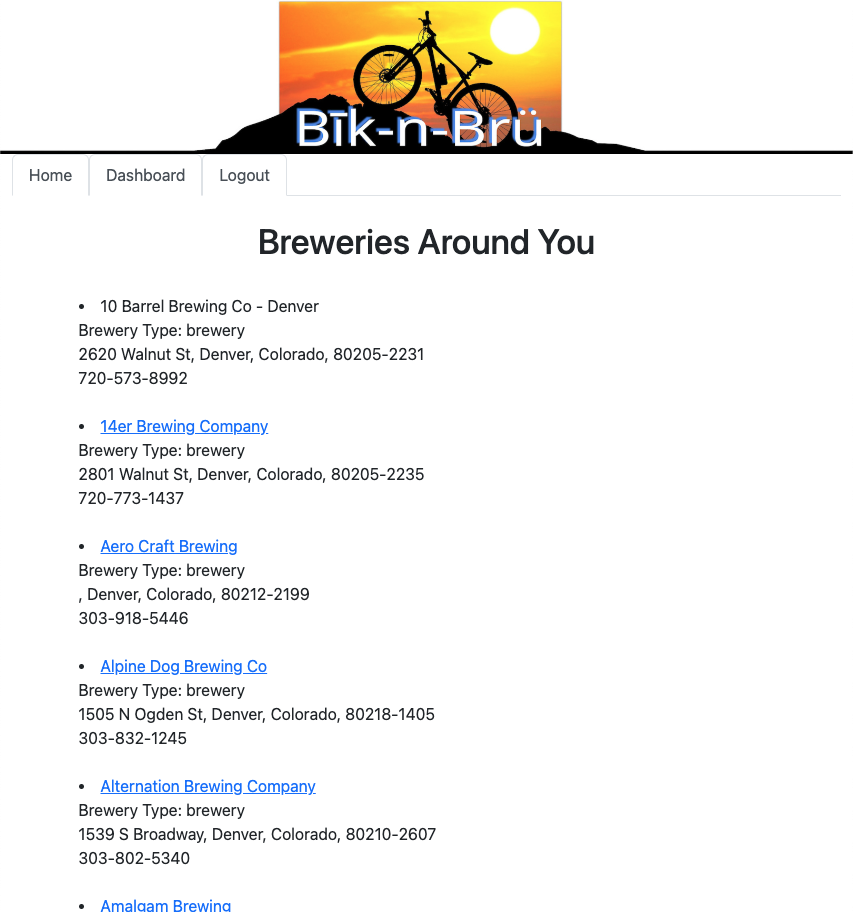 Bīk-n-Brü
Home Dashboard Logout
Breweries Around You
• 10 Barrel Brewing Co - Denver
Brewery Type: brewery
2620 Walnut St, Denver, Colorado, 80205-2231
720-573-8992
• 14er Brewing Company
Brewery Type: brewery
2801 Walnut St, Denver, Colorado, 80205-2235
720-773-1437
• Aero Craft Brewing
Brewery Type: brewery
, Denver, Colorado, 80212-2199
303-918-5446
• Alpine Dog Brewing Co
Brewery Type: brewery
1505 N Ogden St, Denver, Colorado, 80218-1405
303-832-1245
• Alternation Brewing Company
Brewery Type: brewery
1539 S Broadway, Denver, Colorado, 80210-2607
303-802-5340
• Amalgam Brewing